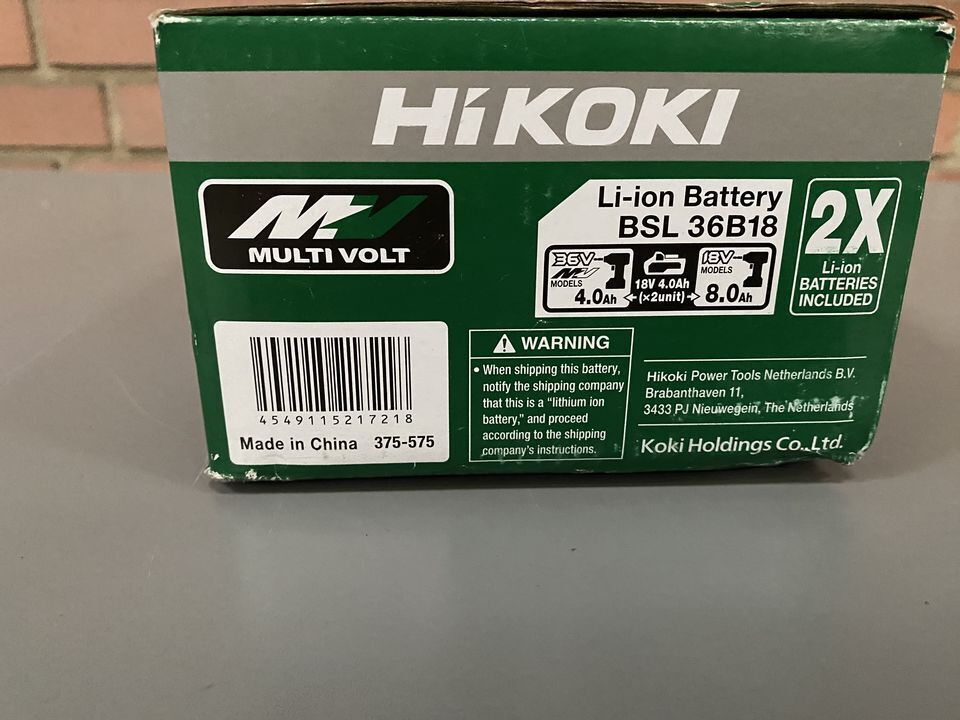 HiKOKI
MV
MULTI VOLT
Li-ion Battery
BSL 36B18
36V
MV
MODELS
4.0Ah
18V 4.0Ah
(×2unit)
18V
MODELS
8.0Ah
2X
Li-ion
BATTERIES
INCLUDED
4549115217218
Made in China 375-575
WARNING
• When shipping this battery,
notify the shipping company
that this is a "lithium ion
battery," and proceed
according to the shipping
company's instructions.
Hikoki Power Tools Netherlands B.V.
Brabanthaven 11,
3433 PJ Nieuwegein, The Netherlands
Koki Holdings Co., Ltd.